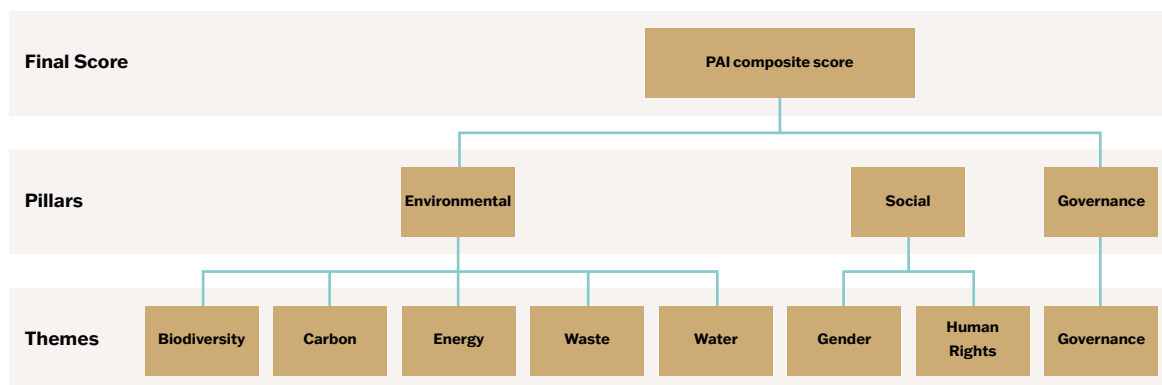 Final Score
PAI composite score
Pillars
Environmental
Social
Governance
Themes
Biodiversity
Carbon
Energy
Waste
Water
Gender
Human
Rights
Governance